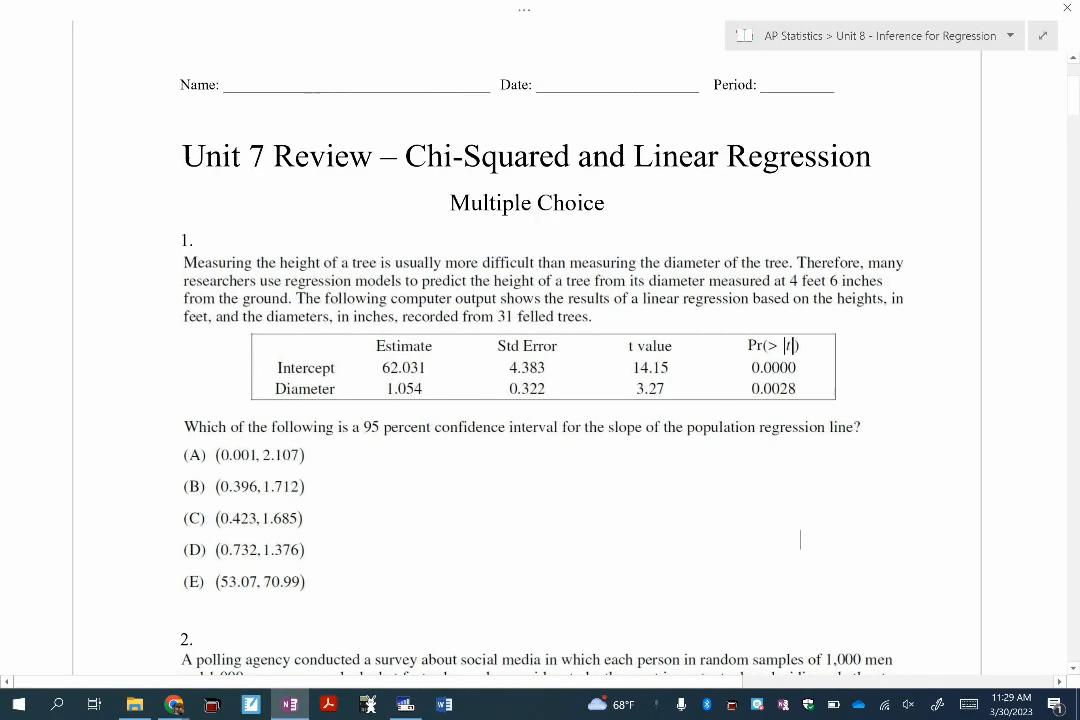 AP Statistics > Unit 8 - Inference for Regression
Name: Date: Period:
Unit 7 Review – Chi-Squared and Linear Regression
Multiple Choice
1.
Measuring the height of a tree is usually more difficult than measuring the diameter of the tree. Therefore, many
researchers use regression models to predict the height of a tree from its diameter measured at 4 feet 6 inches
from the ground. The following computer output shows the results of a linear regression based on the heights, in
feet, and the diameters, in inches, recorded from 31 felled trees.
Estimate Std Error t value Pr(> |t|)
Intercept 62.031 4.383 14.15 0.0000
Diameter 1.054 0.322 3.27 0.0028
Which of the following is a 95 percent confidence interval for the slope of the population regression line?
(A) (0.001, 2.107)
(B) (0.396, 1.712)
(C) (0.423, 1.685)
(D) (0.732, 1.376)
(E) (53.07, 70.99)
2.
A polling agency conducted a survey about social media in which each person in random samples of 1,000 men
68°F
11:29 AM
3/30/2023